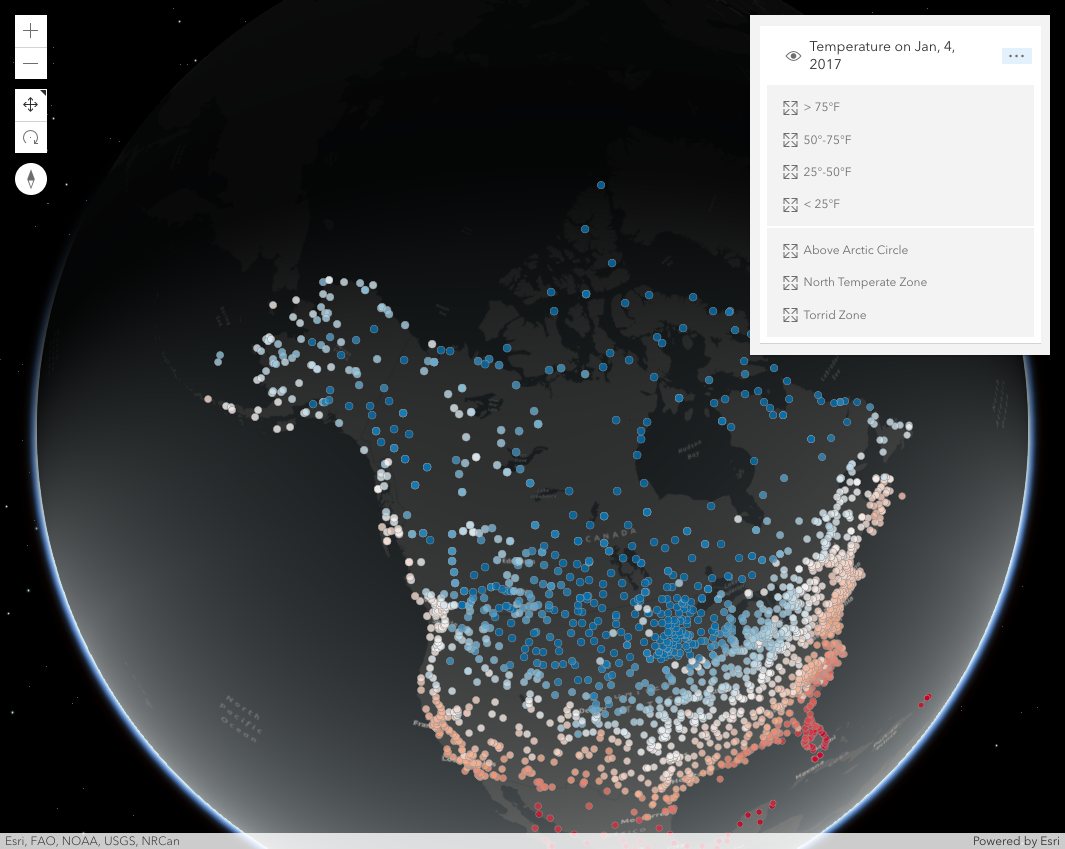 Temperature on Jan, 4,
2017
> 75°F
50°-75°F
25°-50°F
< 25°F
Above Arctic Circle
North Temperate Zone
Torrid Zone
Hudson
Bay
CANADA
North
Pacific
Ocean
Havana
Esri, FAO, NOAA, USGS, NRCan
Powered by Esri